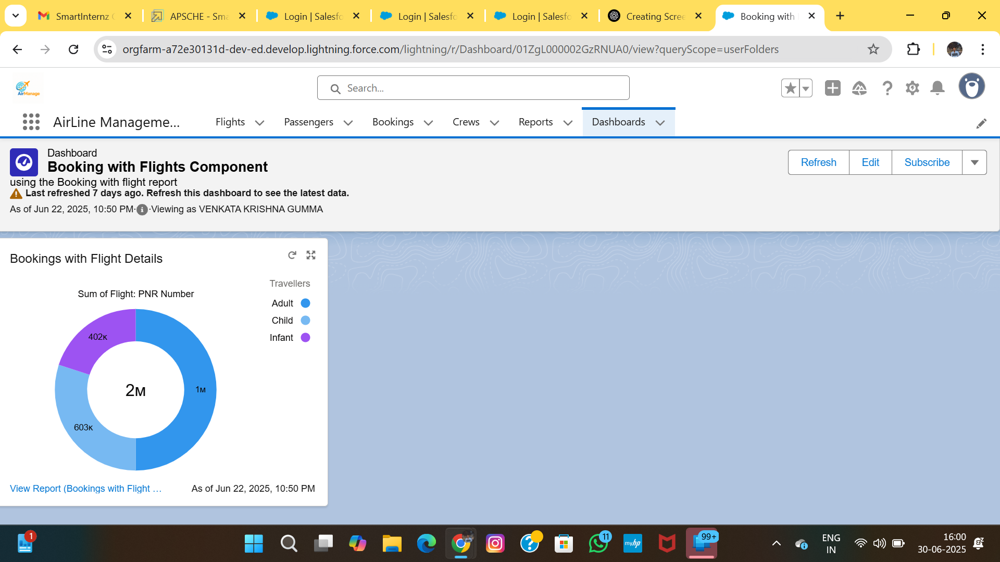 SmartInternz
APSCHE - Sma
Login | Salesfo
Login | Salesfo
Login | Salesfo
Creating Scree
Booking with
orgfarm-a72e30131d-dev-ed.develop.lightning.force.com/lightning/r/Dashboard/01ZgL000002GzRNUA0/view?queryScope=userFolders
AirManage
Search...
AirLine Manageme...
Flights
Passengers
Bookings
Crews
Reports
Dashboards
Dashboard
Booking with Flights Component
using the Booking with flight report
Last refreshed 7 days ago. Refresh this dashboard to see the latest data.
As of Jun 22, 2025, 10:50 PM·Viewing as VENKATA KRISHNA GUMMA
Refresh
Edit
Subscribe
Bookings with Flight Details
Travellers
Adult
Child
Infant
Sum of Flight: PNR Number
402K
2M
1M
603K
View Report (Bookings with Flight …
As of Jun 22, 2025, 10:50 PM
1
11
myhp
99+
ENG
IN
16:00
30-06-2025